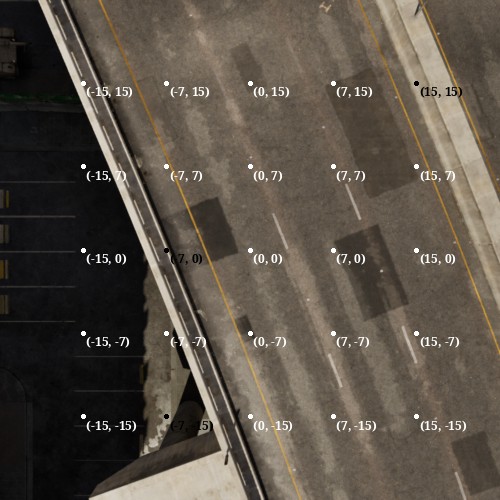 (-15, 15) (-7, 15) (0, 15) (7, 15) (15, 15)
(-15, 7) (-7, 7) (0, 7) (7, 7) (15, 7)
(-15, 0) (-7, 0) (0, 0) (7, 0) (15, 0)
(-15, -7) (-7, -7) (0, -7) (7, -7) (15, -7)
(-15, -15) (-7, -15) (0, -15) (7, -15) (15, -15)